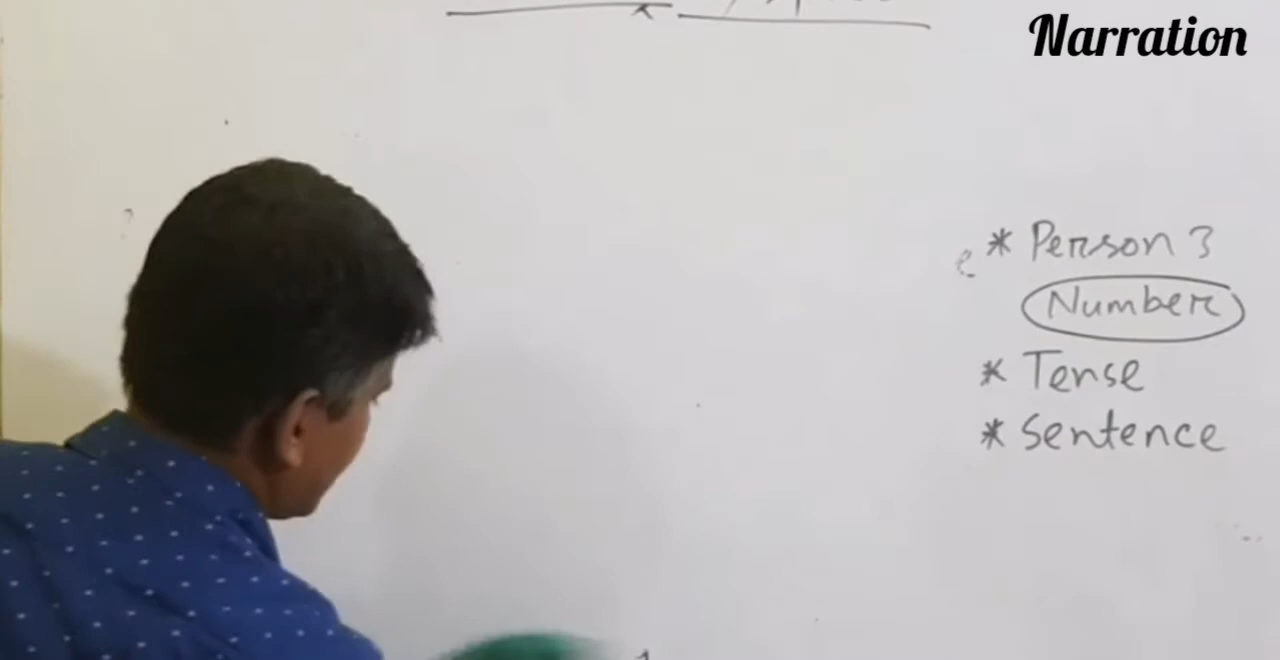 Narration
* Person 3
Number
* Tense
* Sentence